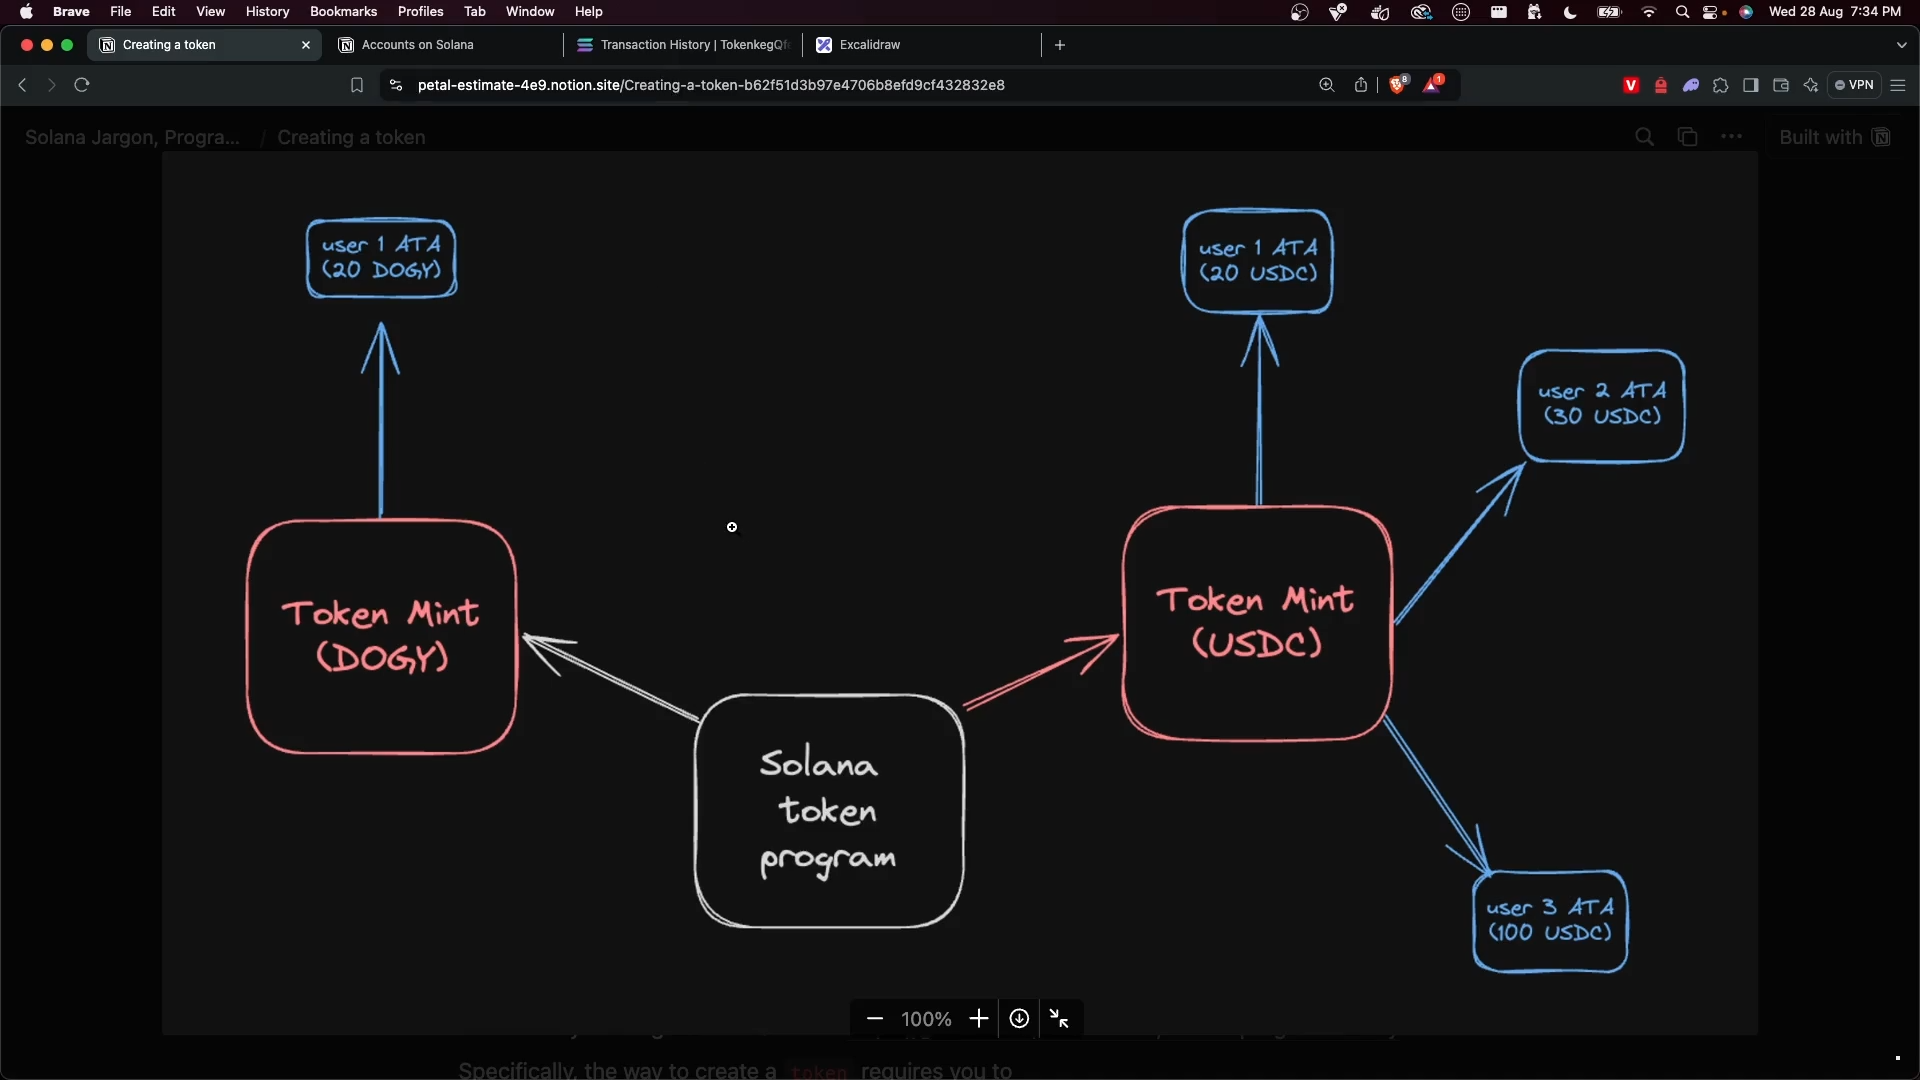 Brave File Edit View History Bookmarks Profiles Tab Window Help
Wed 28 Aug 7:34 PM
Creating a token
Accounts on Solana
Transaction History | TokenkegQf
Excalidraw
petal-estimate-4e9.notion.site/Creating-a-token-b62f51d3b97e4706b8efd9cf432832e8
8
1
V
VPN
Solana Jargon, Progra... / Creating a token
Built with
user 1 ATA
(20 DOGY)
user 1 ATA
(20 USDC)
user 2 ATA
(30 USDC)
Token Mint
(DOGY)
Token Mint
(USDC)
Solana
token
program
user 3 ATA
(100 USDC)
100%
Specifically, the way to create a token requires you to